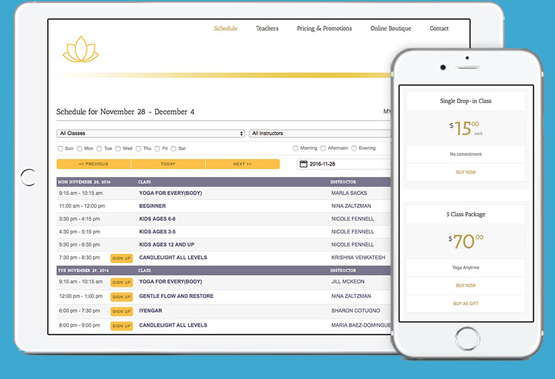 Schedule Teachers Pricing & Promotions Online Boutique Contact
Schedule for November 28 - December 4 MY
All Classes All Instructors
Sun Mon Tue Wed Thu Fri Sat Morning Afternoon Evening
<< PREVIOUS TODAY NEXT >> 2016-11-28
MON NOVEMBER 28, 2016 CLASS INSTRUCTOR
9:15 am - 10:15 am YOGA FOR EVERY(BODY) MARLA SACKS
11:00 am - 12:00 pm BEGINNER NINA ZALTZMAN
3:30 pm - 4:15 pm KIDS AGES 6-8 NICOLE FENNELL
4:30 pm - 5:15 pm KIDS AGES 3-5 NICOLE FENNELL
5:30 pm - 6:30 pm KIDS AGES 12 AND UP NICOLE FENNELL
7:30 pm - 8:30 pm SIGN UP CANDLELIGHT ALL LEVELS KRISHNA VENKATESH
TUE NOVEMBER 29, 2016 CLASS INSTRUCTOR
9:15 am - 10:15 am SIGN UP YOGA FOR EVERY(BODY) JILL MCKEON
12:00 pm - 1:00 pm SIGN UP GENTLE FLOW AND RESTORE NINA ZALTZMAN
6:00 pm - 7:30 pm SIGN UP IYENGAR SHARON COTUGNO
8:00 pm - 9:00 pm SIGN UP CANDLELIGHT ALL LEVELS MARIA BAEZ-DOMINGUE
Single Drop-in Class
$15.00
No commitment
BUY NOW
5 Class Package
$70.00
Yoga Anytime
BUY NOW
BUY AS GIFT